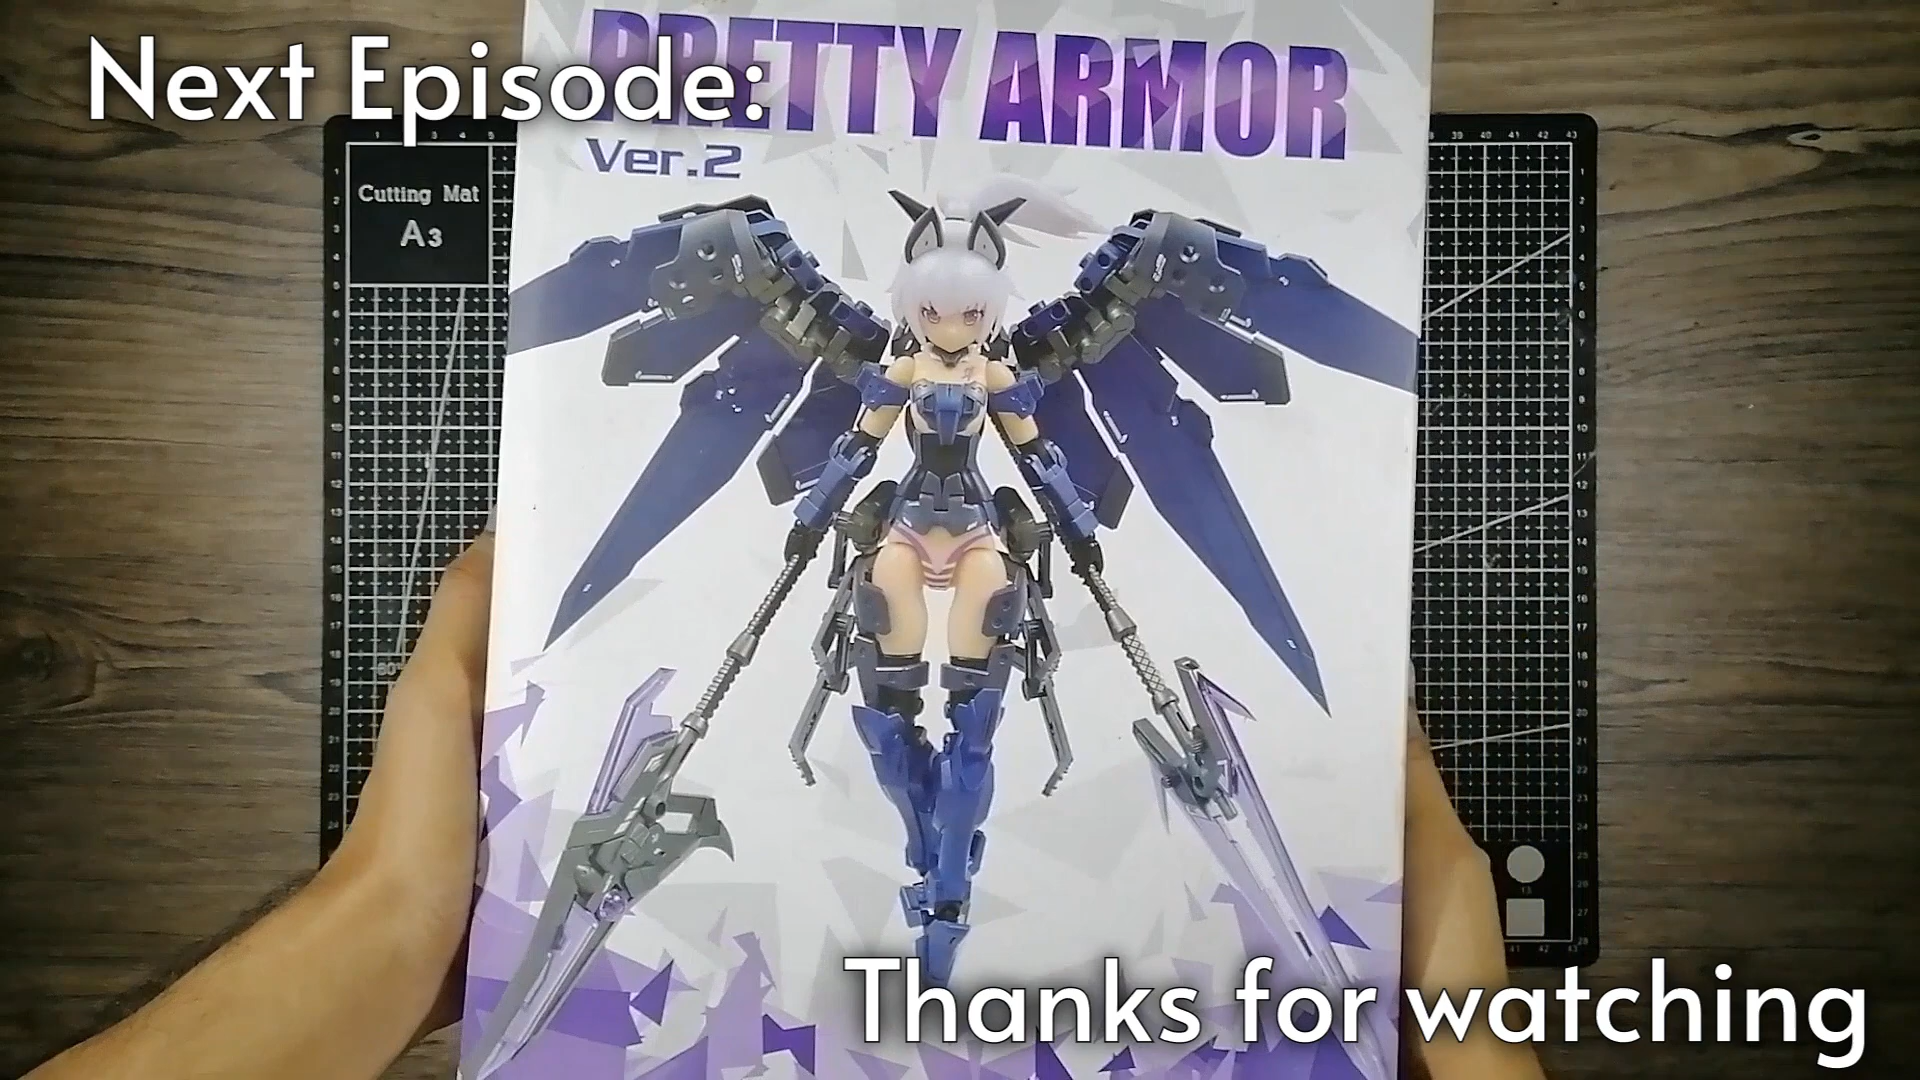 Next Episode:
PRETTY ARMOR
Ver.2
Cutting Mat
A3
Thanks for watching